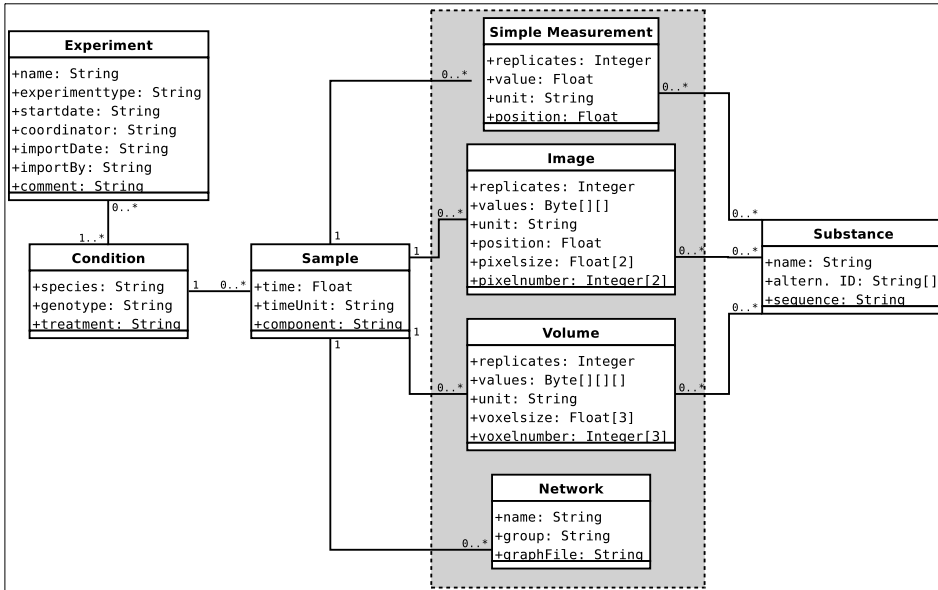 Experiment
+name: String
+experimenttype: String
+startdate: String
+coordinator: String
+importDate: String
+importBy: String
+comment: String
0..*
1..*
Condition
+species: String
+genotype: String
+treatment: String
1
0..*
Sample
+time: Float
+timeUnit: String
+component: String
1
1
1
1
0..*
Simple Measurement
+replicates: Integer
+value: Float
+unit: String
+position: Float
0..*
0..*
Image
+replicates: Integer
+values: Byte[][]
+unit: String
+position: Float
+pixelsize: Float[2]
+pixelnumber: Integer[2]
0..*
0..*
Volume
+replicates: Integer
+values: Byte[][][]
+unit: String
+voxelsize: Float[3]
+voxelnumber: Integer[3]
0..*
0..*
Network
+name: String
+group: String
+graphFile: String
0..*
0..*
0..*
Substance
+name: String
+altern. ID: String[]
+sequence: String